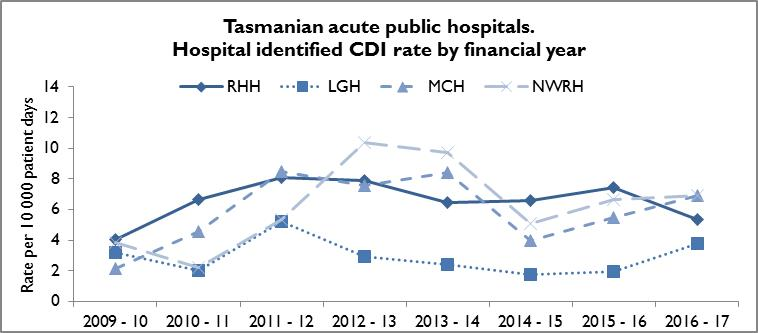 Tasmanian acute public hospitals.
Hospital identified CDI rate by financial year
RHH LGH MCH NWRH
Rate per 10 000 patient days
14
12
10
8
6
4
2
0
2009 - 10 2010 - 11 2011 - 12 2012 - 13 2013 - 14 2014 - 15 2015 - 16 2016 - 17